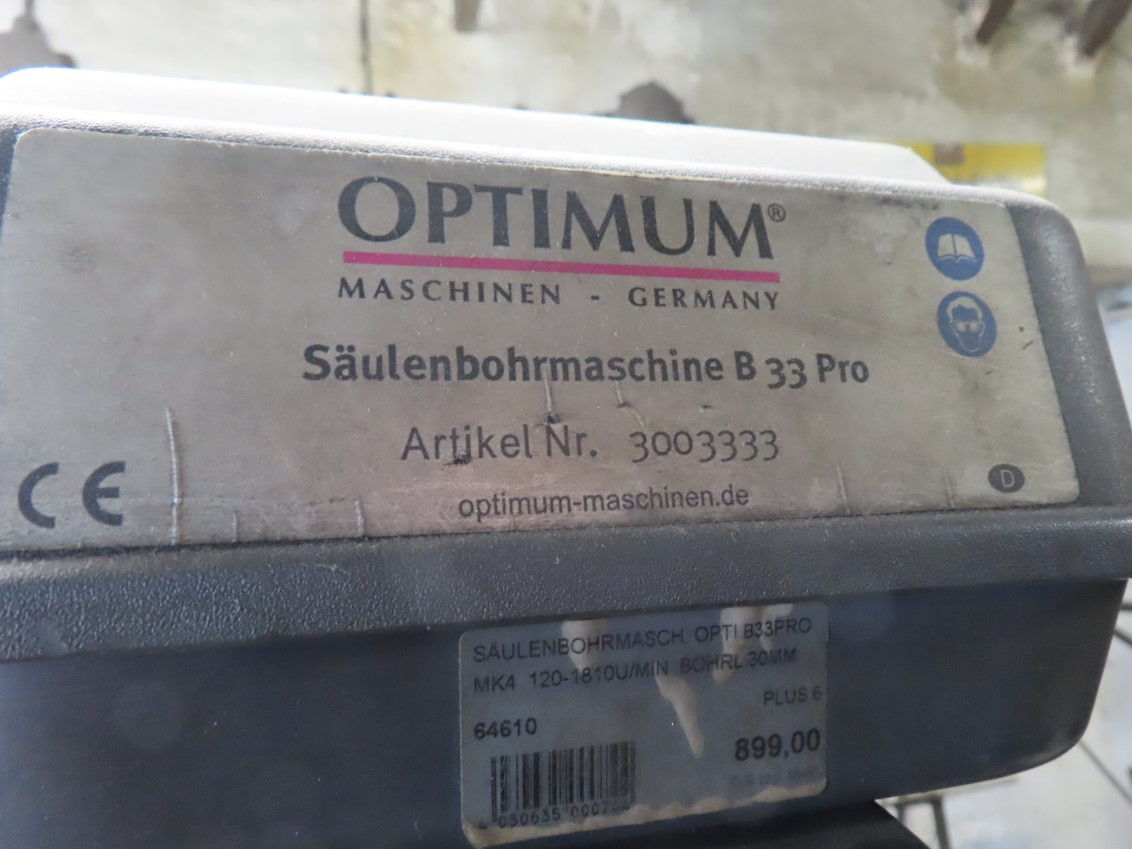 OPTIMUM®
MASCHINEN - GERMANY
Säulenbohrmaschine B 33 Pro
Artikel Nr. 3003333
optimum-maschinen.de
CE
D
SÄULENBOHRMASCH. OPTI B33PRO
MK4 120-1810U/MIN BOHRL.30MM
PLUS 6
64610
899,00